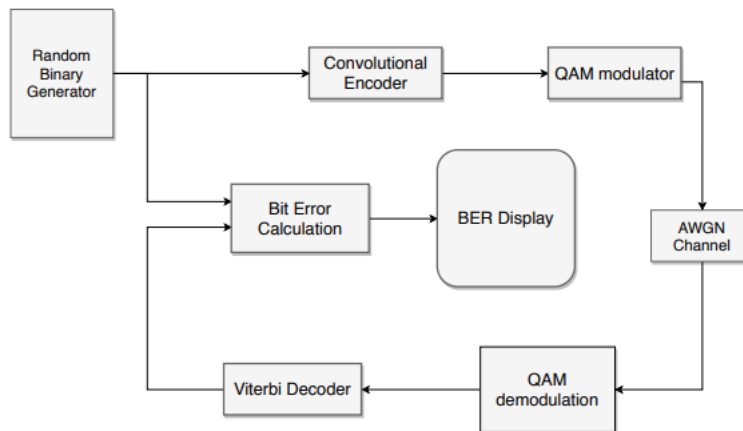 Random
Binary
Generator
Convolutional
Encoder
QAM modulator
Bit Error
Calculation
BER Display
AWGN
Channel
Viterbi Decoder
QAM
demodulation